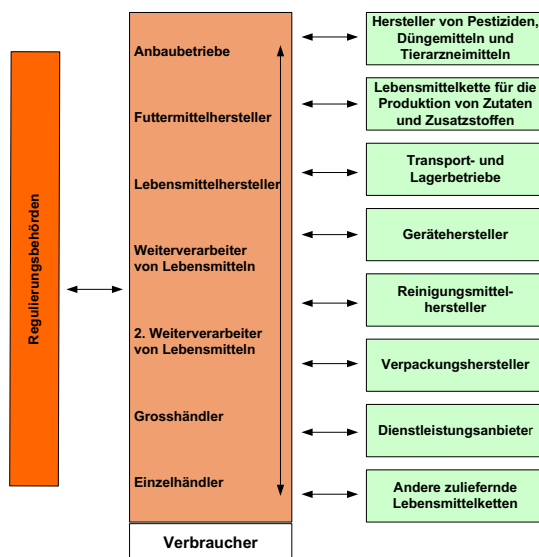 Regulierungsbehörden
Anbaubetriebe
Futtermittelhersteller
Lebensmittelhersteller
Weiterverarbeiter
von Lebensmitteln
2. Weiterverarbeiter
von Lebensmitteln
Grosshändler
Einzelhändler
Verbraucher
Hersteller von Pestiziden,
Düngemitteln und
Tierarzneimitteln
Lebensmittelkette für die
Produktion von Zutaten
und Zusatzstoffen
Transport- und
Lagerbetriebe
Gerätehersteller
Reinigungsmittel-
hersteller
Verpackungshersteller
Dienstleistungsanbieter
Andere zuliefernde
Lebensmittelketten